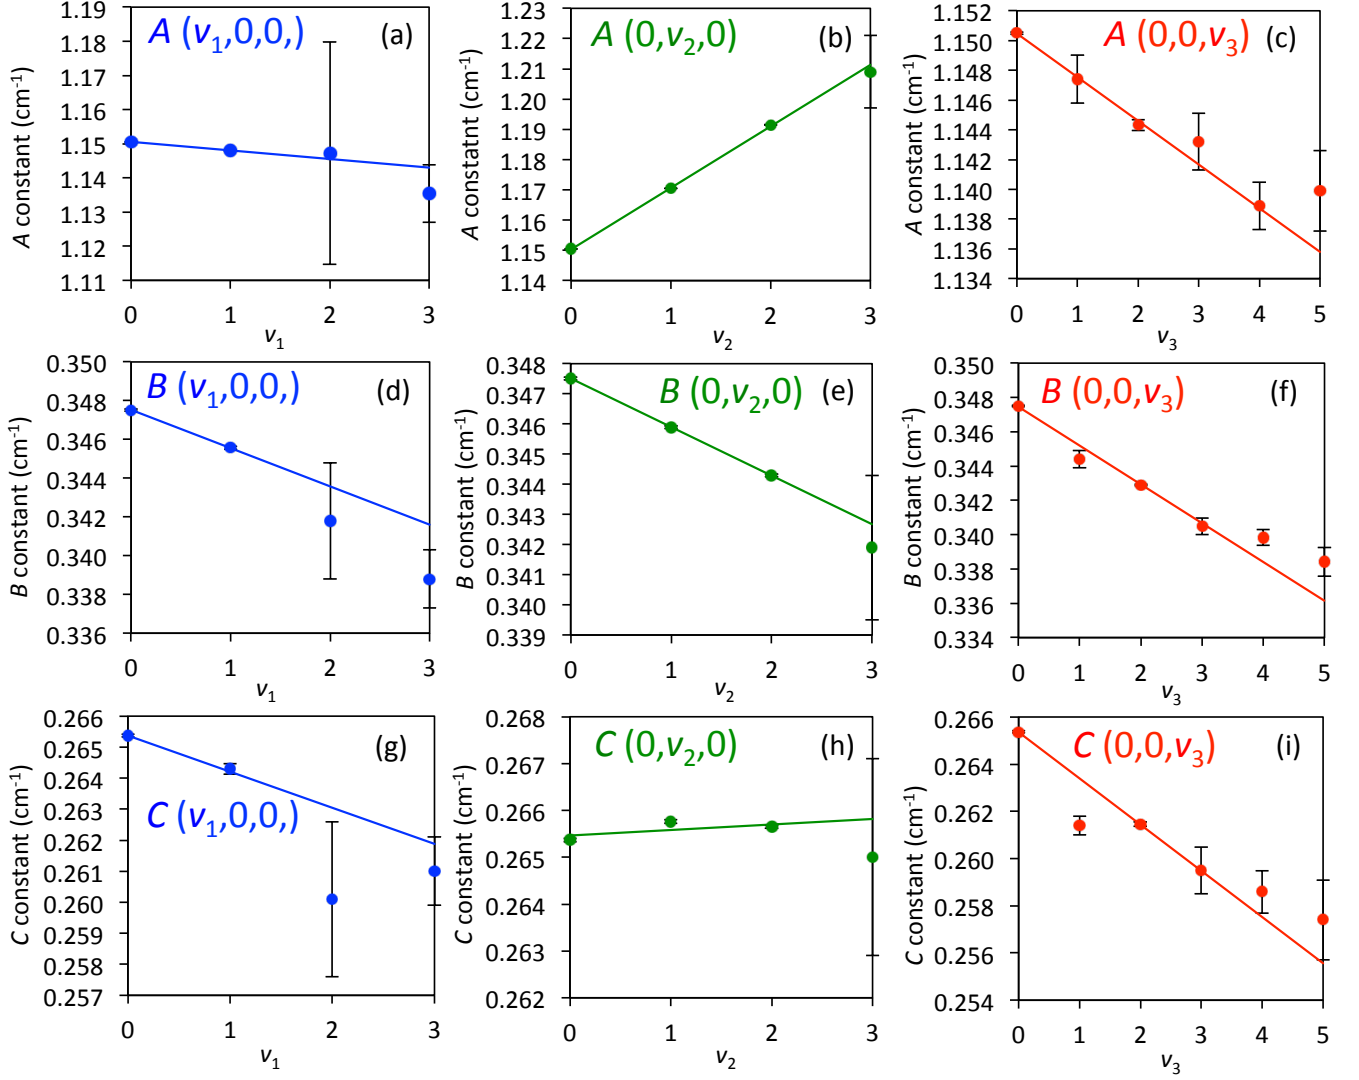 A (v₁,0,0,) (a)
A constant (cm⁻¹)
1.19
1.18
1.17
1.16
1.15
1.14
1.13
1.12
1.11
0 1 2 3
v₁
A (0,v₂,0) (b)
A constant (cm⁻¹)
1.23
1.22
1.21
1.20
1.19
1.18
1.17
1.16
1.15
1.14
0 1 2 3
v₂
A (0,0,v₃) (c)
A constant (cm⁻¹)
1.152
1.150
1.148
1.146
1.144
1.142
1.140
1.138
1.136
1.134
0 1 2 3 4 5
v₃
B (v₁,0,0,) (d)
B constant (cm⁻¹)
0.350
0.348
0.346
0.344
0.342
0.340
0.338
0.336
0 1 2 3
v₁
B (0,v₂,0) (e)
B constant (cm⁻¹)
0.348
0.347
0.346
0.345
0.344
0.343
0.342
0.341
0.340
0.339
0 1 2 3
v₂
B (0,0,v₃) (f)
B constant (cm⁻¹)
0.350
0.348
0.346
0.344
0.342
0.340
0.338
0.336
0.334
0 1 2 3 4 5
v₃
(g)
C (v₁,0,0,)
C constant (cm⁻¹)
0.266
0.265
0.264
0.263
0.262
0.261
0.260
0.259
0.258
0.257
0 1 2 3
v₁
C (0,v₂,0) (h)
C constant (cm⁻¹)
0.268
0.267
0.266
0.265
0.264
0.263
0.262
0 1 2 3
v₂
C (0,0,v₃) (i)
C constant (cm⁻¹)
0.266
0.264
0.262
0.260
0.258
0.256
0.254
0 1 2 3 4 5
v₃